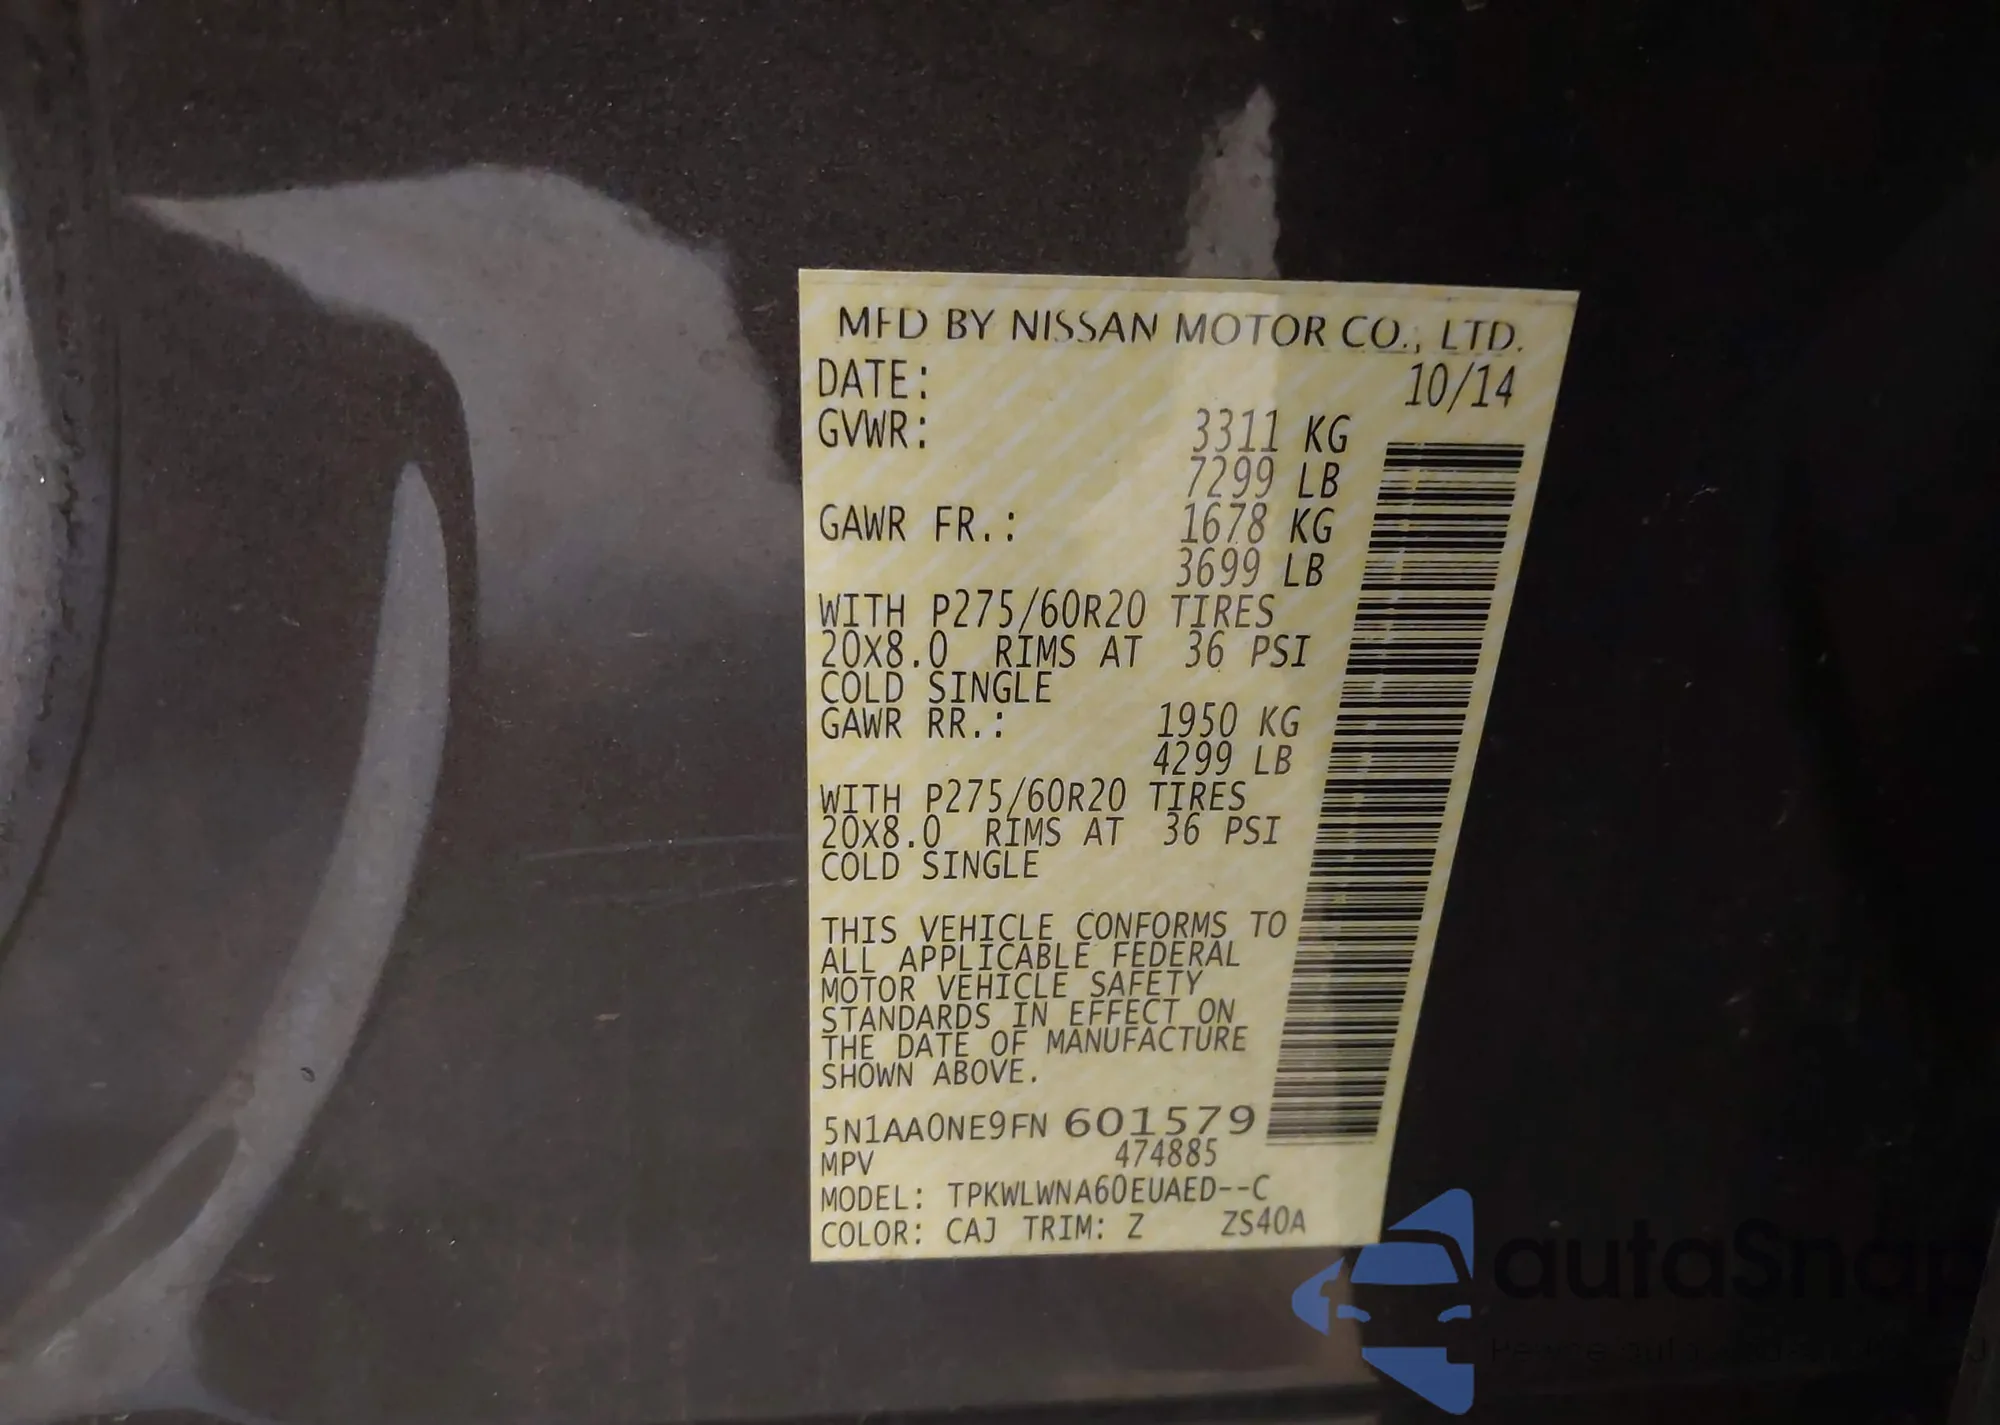 MFD BY NISSAN MOTOR CO., LTD.
DATE: 10/14
GVWR: 3311 KG
7299 LB
GAWR FR.: 1678 KG
3699 LB
WITH P275/60R20 TIRES
20X8.0 RIMS AT 36 PSI
COLD SINGLE
GAWR RR.: 1950 KG
4299 LB
WITH P275/60R20 TIRES
20X8.0 RIMS AT 36 PSI
COLD SINGLE
THIS VEHICLE CONFORMS TO
ALL APPLICABLE FEDERAL
MOTOR VEHICLE SAFETY
STANDARDS IN EFFECT ON
THE DATE OF MANUFACTURE
SHOWN ABOVE.
5N1AA0NE9FN 601579
MPV 474885
MODEL: TPKWLWNA60EUAED--C
COLOR: CAJ TRIM: Z ZS40A
autaSnap